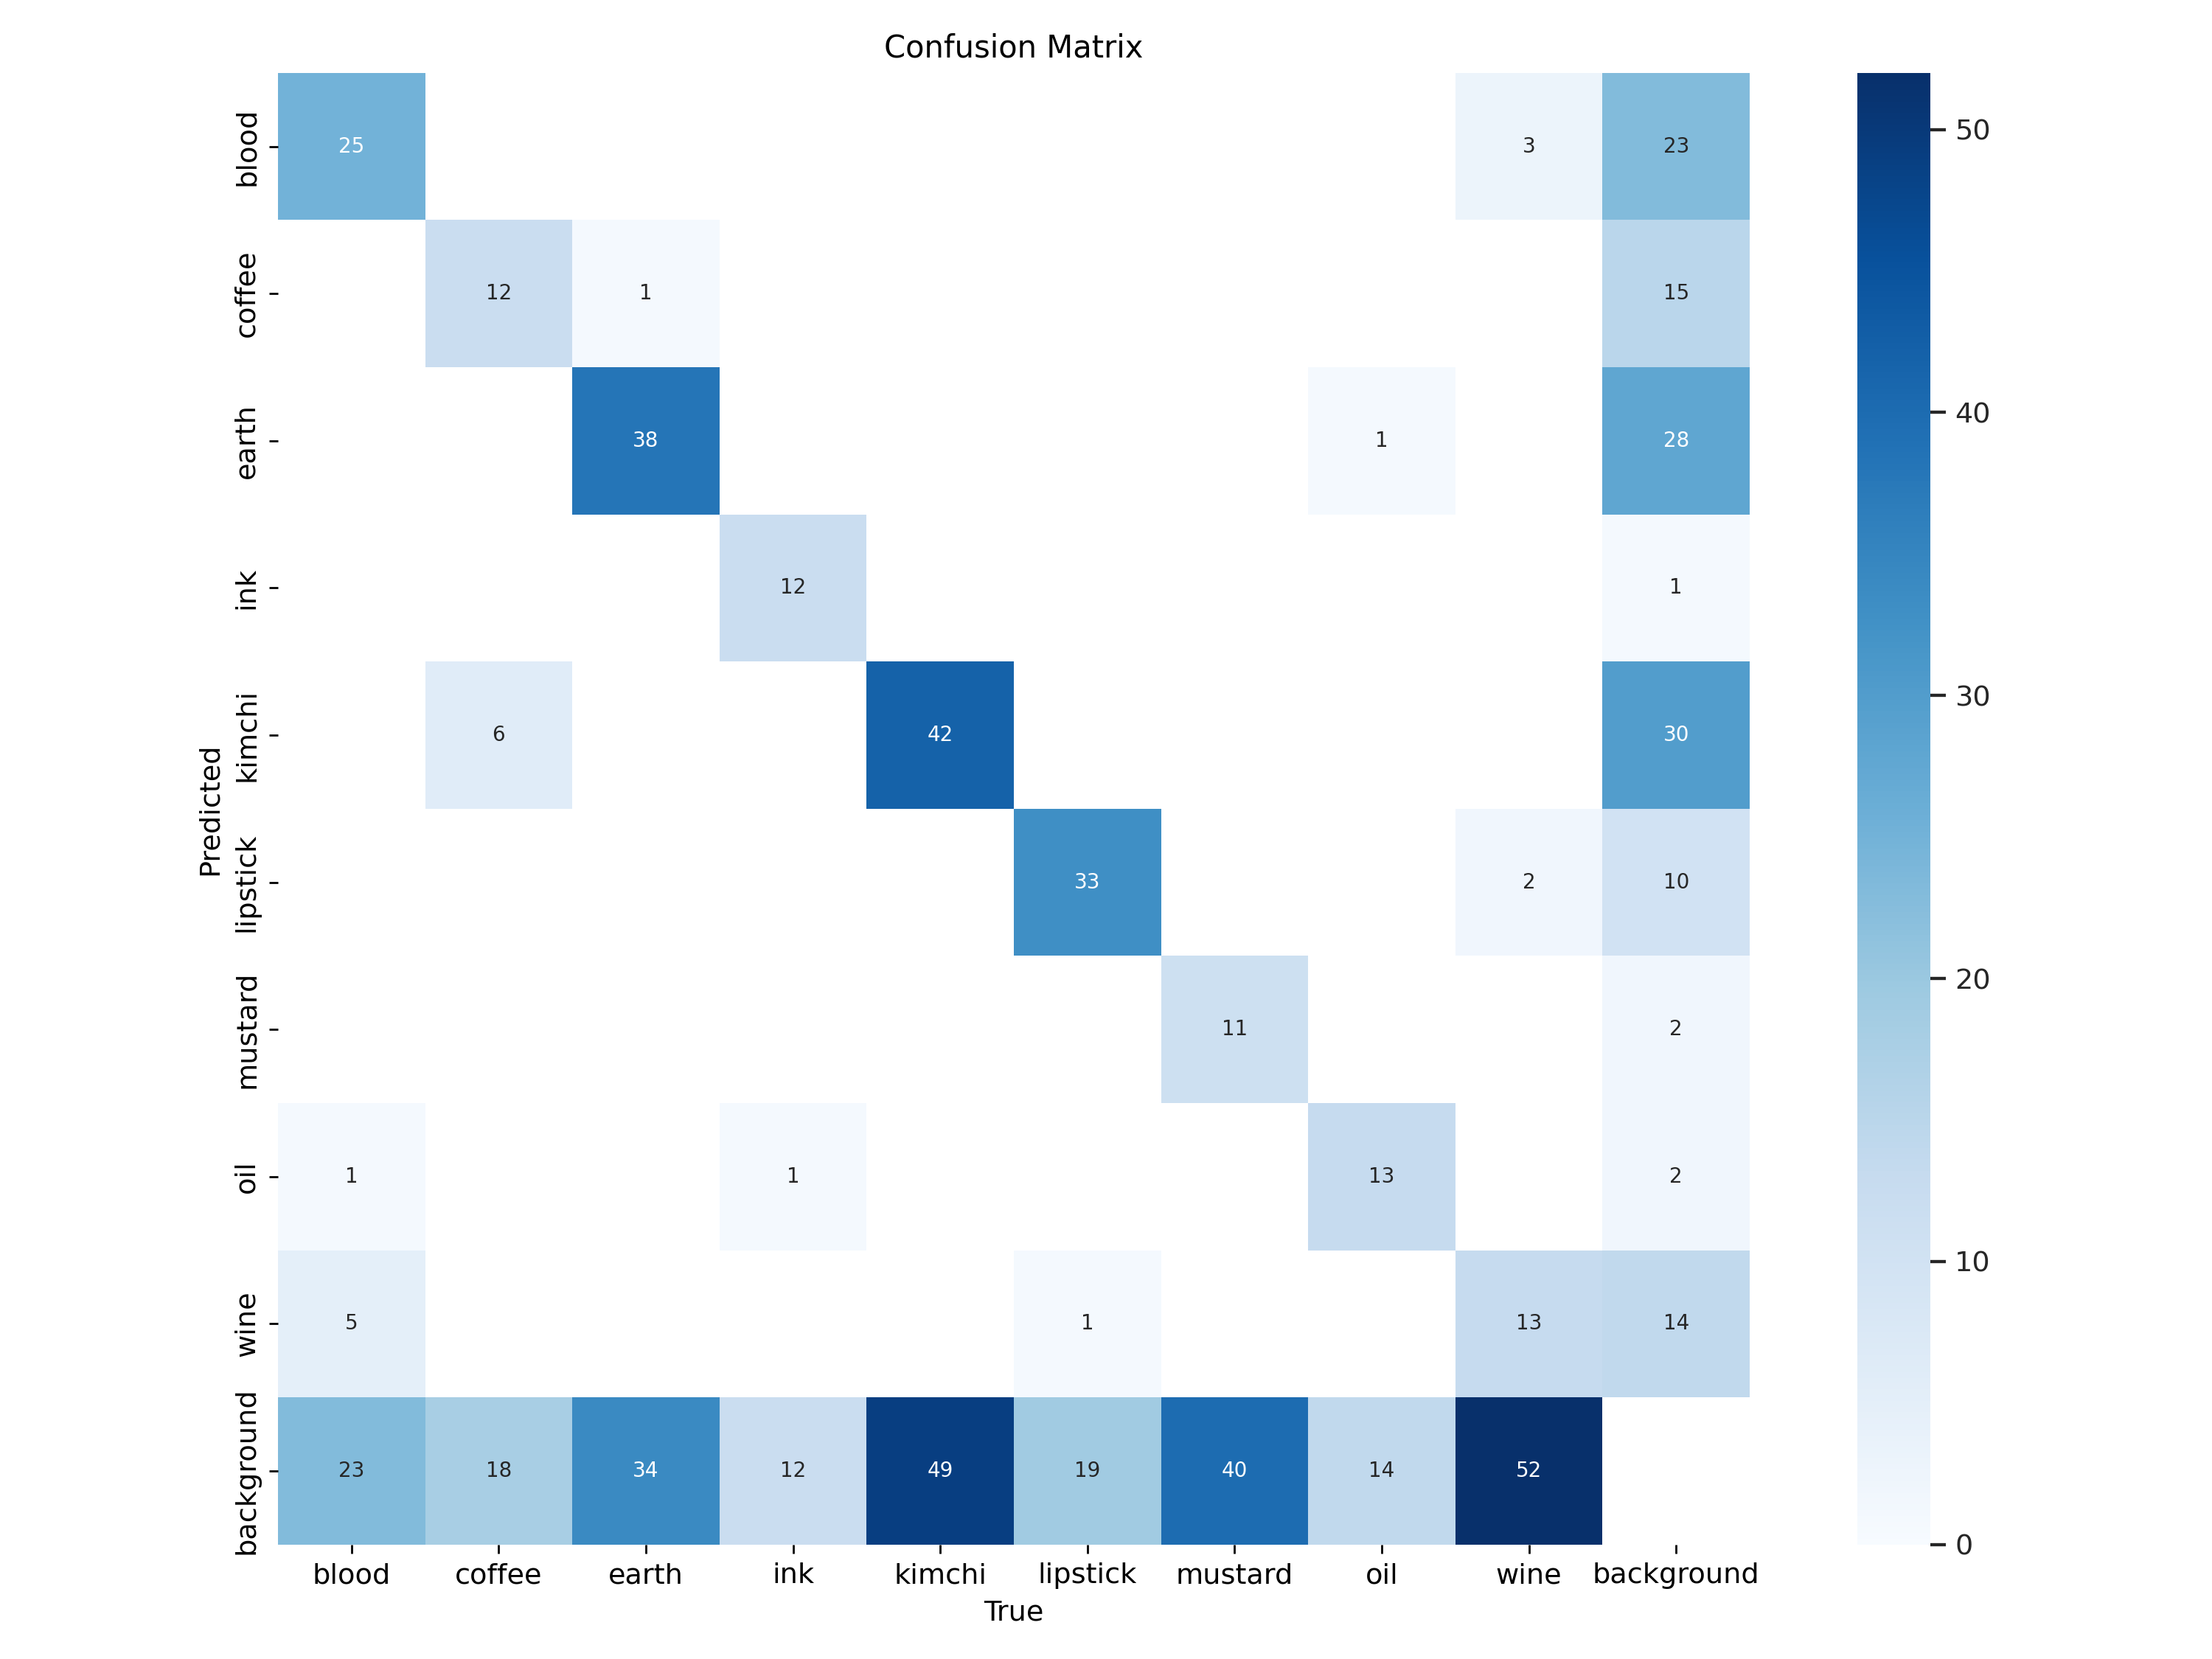 Confusion Matrix
blood 25 3 23
coffee 12 1 15
earth 38 1 28
ink 12 1
kimchi 6 42 30
lipstick 33 2 10
mustard 11 2
oil 1 1 13 2
wine 5 1 13 14
background 23 18 34 12 49 19 40 14 52
blood coffee earth ink kimchi lipstick mustard oil wine background
True
Predicted
50
40
30
20
10
0